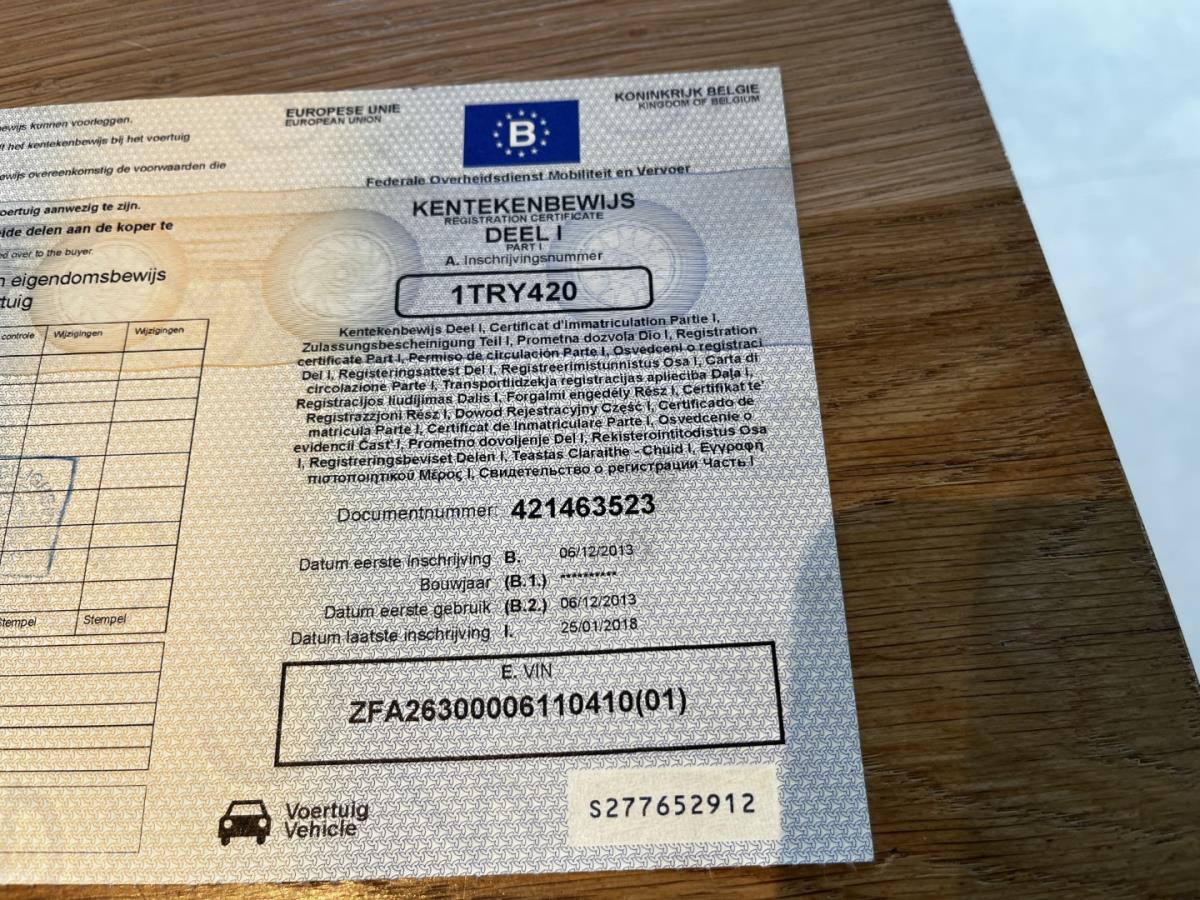 ewijs kunnen voorleggen.
het kentekenbewijs bij het voertuig
ewijs overeenkomstig de voorwaarden die
oertuig aanwezig te zijn.
ide delen aan de koper te
ed over to the buyer.
n eigendomsbewijs
tuig
controle Wijzigingen Wijzigingen
Stempel Stempel
EUROPESE UNIE
EUROPEAN UNION
B
KONINKRIJK BELGIE
KINGDOM OF BELGIUM
Federale Overheidsdienst Mobiliteit en Vervoer
KENTEKENBEWIJS
REGISTRATION CERTIFICATE
DEEL I
PART I
A. Inschrijvingsnummer
1TRY420
Kentekenbewijs Deel I, Certificat d'Immatriculation Partie I,
Zulassungsbescheinigung Teil I, Prometna dozvola Dio I, Registration
certificate Part I, Permiso de circulación Parte I, Osvedceni o registraci
Del I, Registeringsattest Del I, Registreerimistunnistus Osa I, Carta di
circolazione Parte I, Transportlidzekja registracijas aplieciba Daļa I,
Registracijos liudijimas Dalis I, Forgalmi engedély Rész I, Certifikat te'
Registrazzjoni Rész I, Dowod Rejestracyjny Część I, Certificado de
matricula Parte I, Certificat de Inmatriculare Parte I, Osvedcenie o
evidencii Cast' I, Prometno dovoljenje Del I, Rekisterointitodistus Osa
I, Registreringsbeviset Delen I, Teastas Claraithe - Chuid I, Εγγραφή
πιστοποιητικού Μέρος I, Свидетельство о регистрации Часть I
Documentnummer: 421463523
Datum eerste inschrijving B. 06/12/2013
Bouwjaar (B.1.) **********
Datum eerste gebruik (B.2.) 06/12/2013
Datum laatste inschrijving I. 25/01/2018
E. VIN
ZFA26300006110410(01)
Voertuig
Vehicle
S277652912